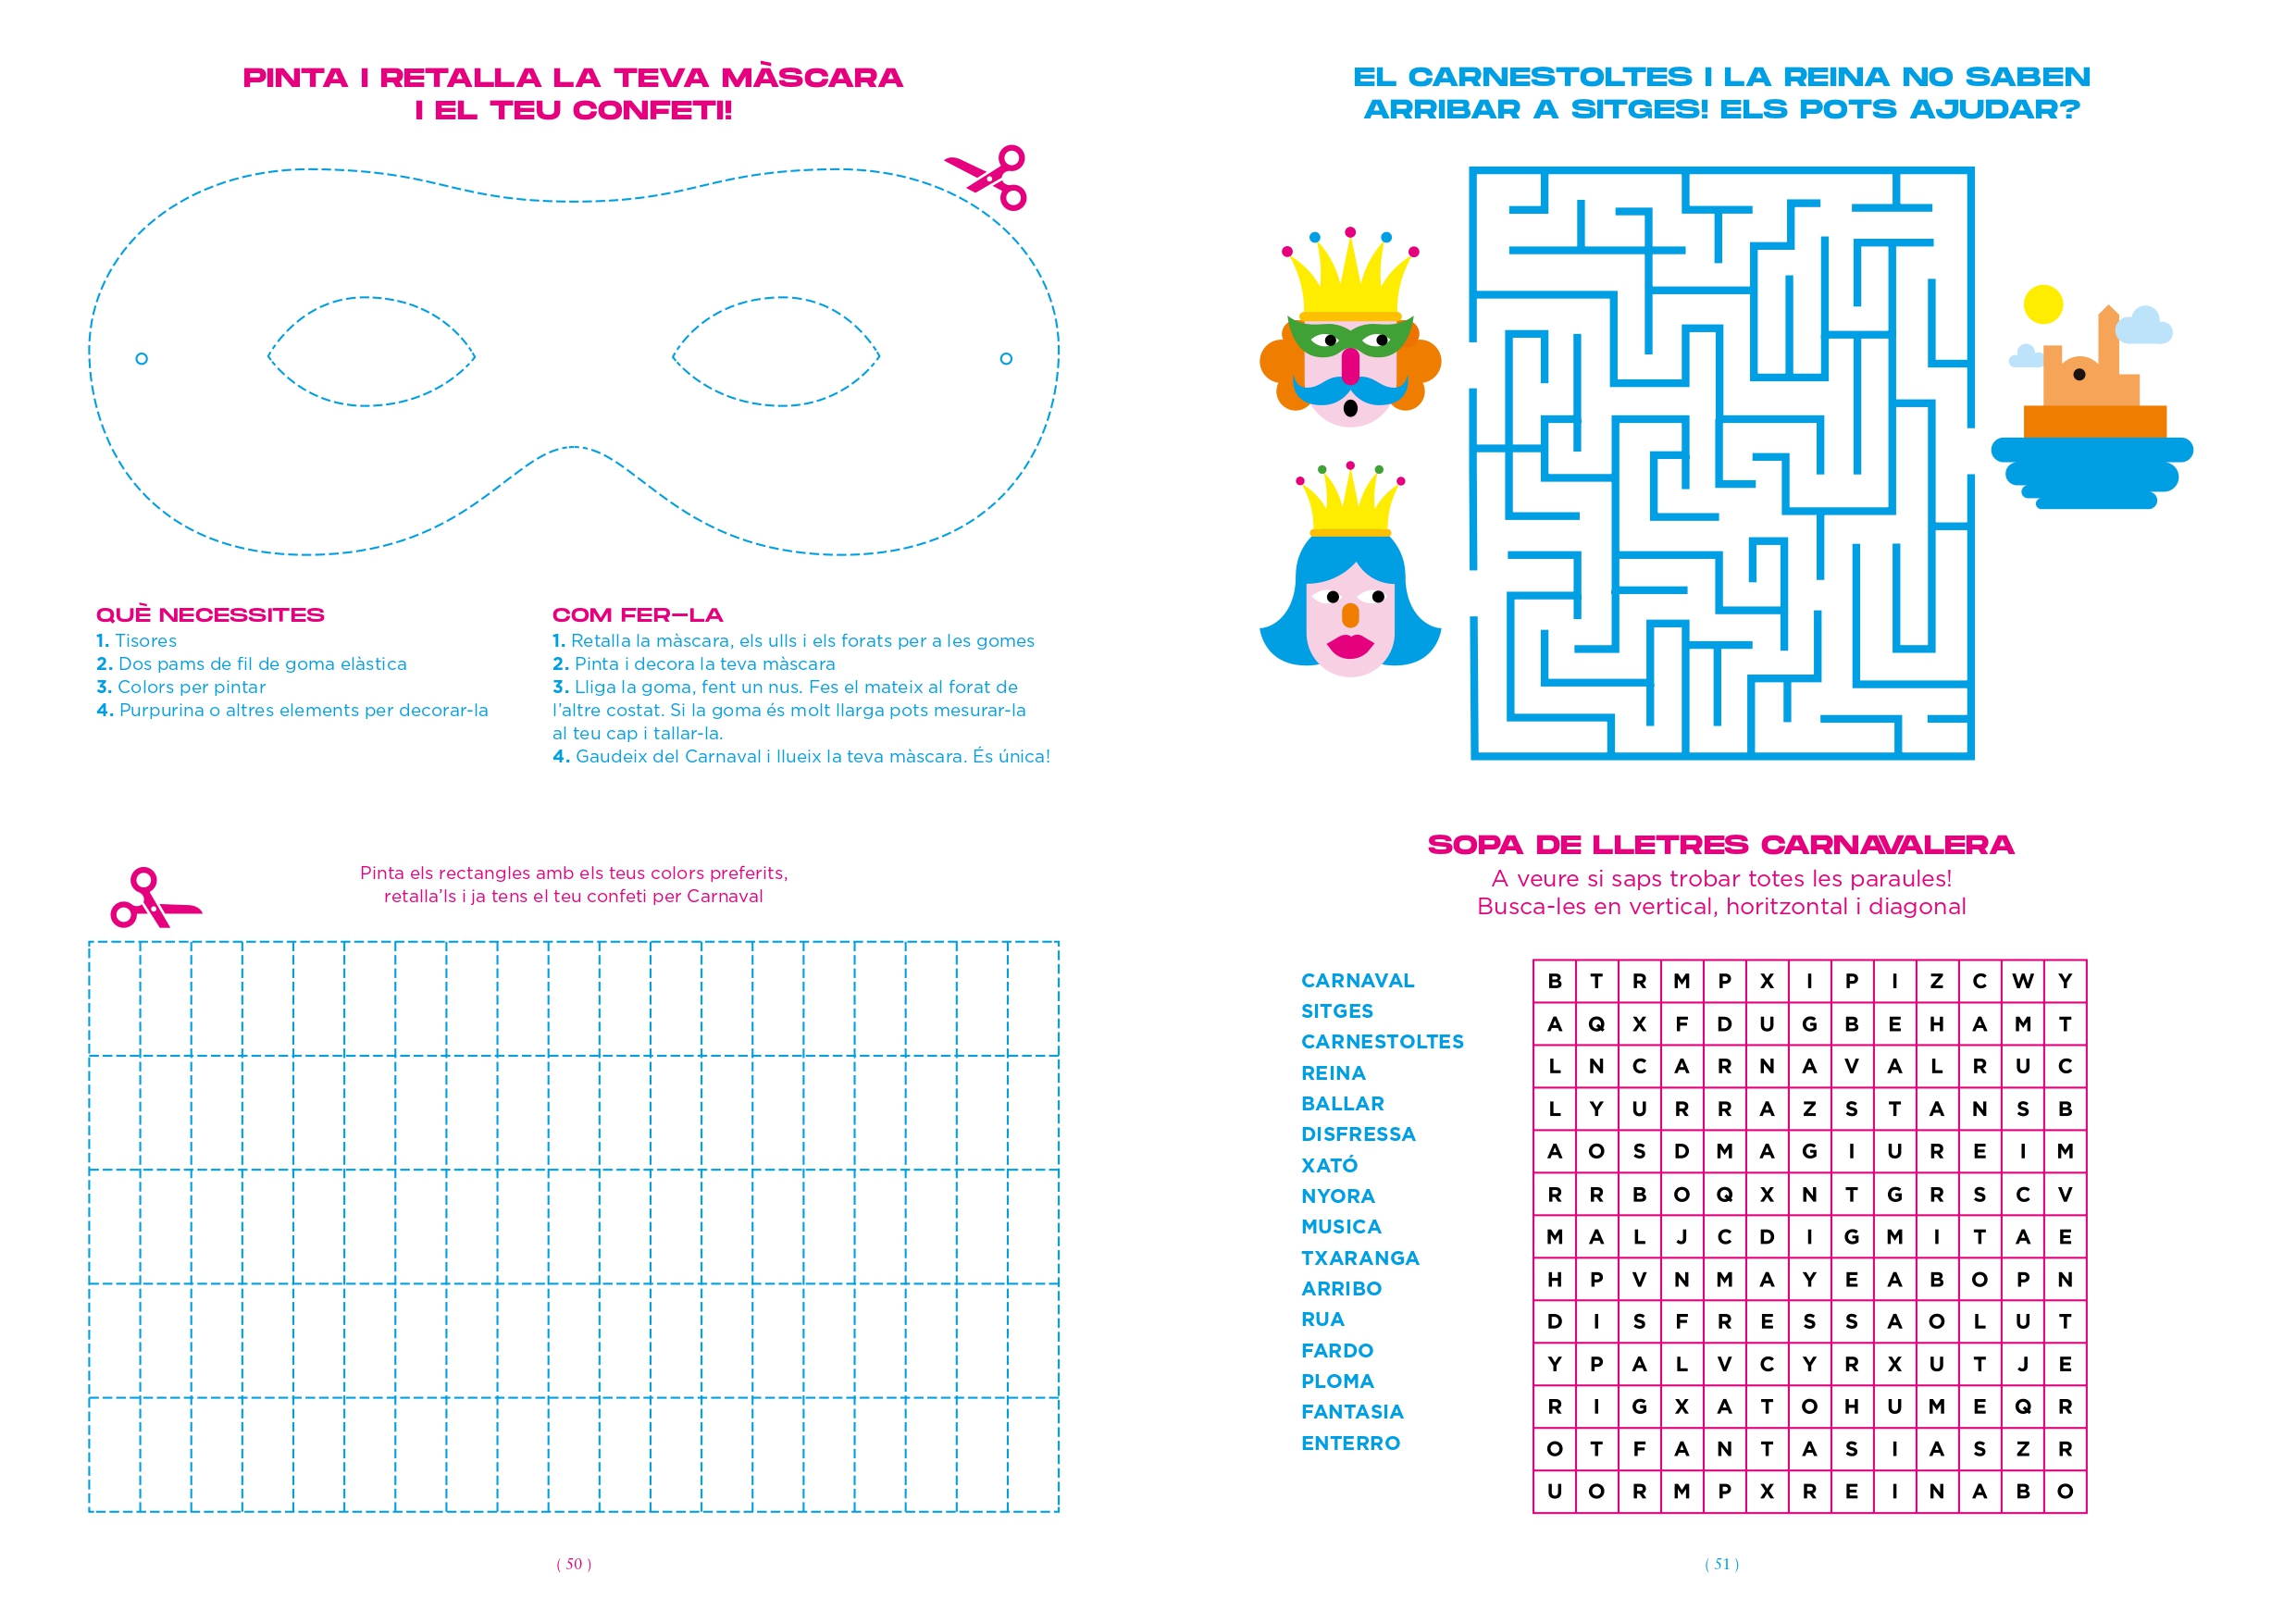 PINTA I RETALLA LA TEVA MÀSCARA
I EL TEU CONFETI!
QUÈ NECESSITES
1. Tisores
2. Dos pams de fil de goma elàstica
3. Colors per pintar
4. Purpurina o altres elements per decorar-la
COM FER-LA
1. Retalla la màscara, els ulls i els forats per a les gomes
2. Pinta i decora la teva màscara
3. Lliga la goma, fent un nus. Fes el mateix al forat de
l'altre costat. Si la goma és molt llarga pots mesurar-la
al teu cap i tallar-la.
4. Gaudeix del Carnaval i llueix la teva màscara. És única!
Pinta els rectangles amb els teus colors preferits,
retalla'ls i ja tens el teu confeti per Carnaval
( 50 )
EL CARNESTOLTES I LA REINA NO SABEN
ARRIBAR A SITGES! ELS POTS AJUDAR?
SOPA DE LLETRES CARNAVALERA
A veure si saps trobar totes les paraules!
Busca-les en vertical, horitzontal i diagonal
CARNAVAL
SITGES
CARNESTOLTES
REINA
BALLAR
DISFRESSA
XATÓ
NYORA
MUSICA
TXARANGA
ARRIBO
RUA
FARDO
PLOMA
FANTASIA
ENTERRO
B T R M P X I P I Z C W Y
A Q X F D U G B E H A M T
L N C A R N A V A L R U C
L Y U R R A Z S T A N S B
A O S D M A G I U R E I M
R R B O Q X N T G R S C V
M A L J C D I G M I T A E
H P V N M A Y E A B O P N
D I S F R E S S A O L U T
Y P A L V C Y R X U T J E
R I G X A T O H U M E Q R
O T F A N T A S I A S Z R
U O R M P X R E I N A B O
( 51 )